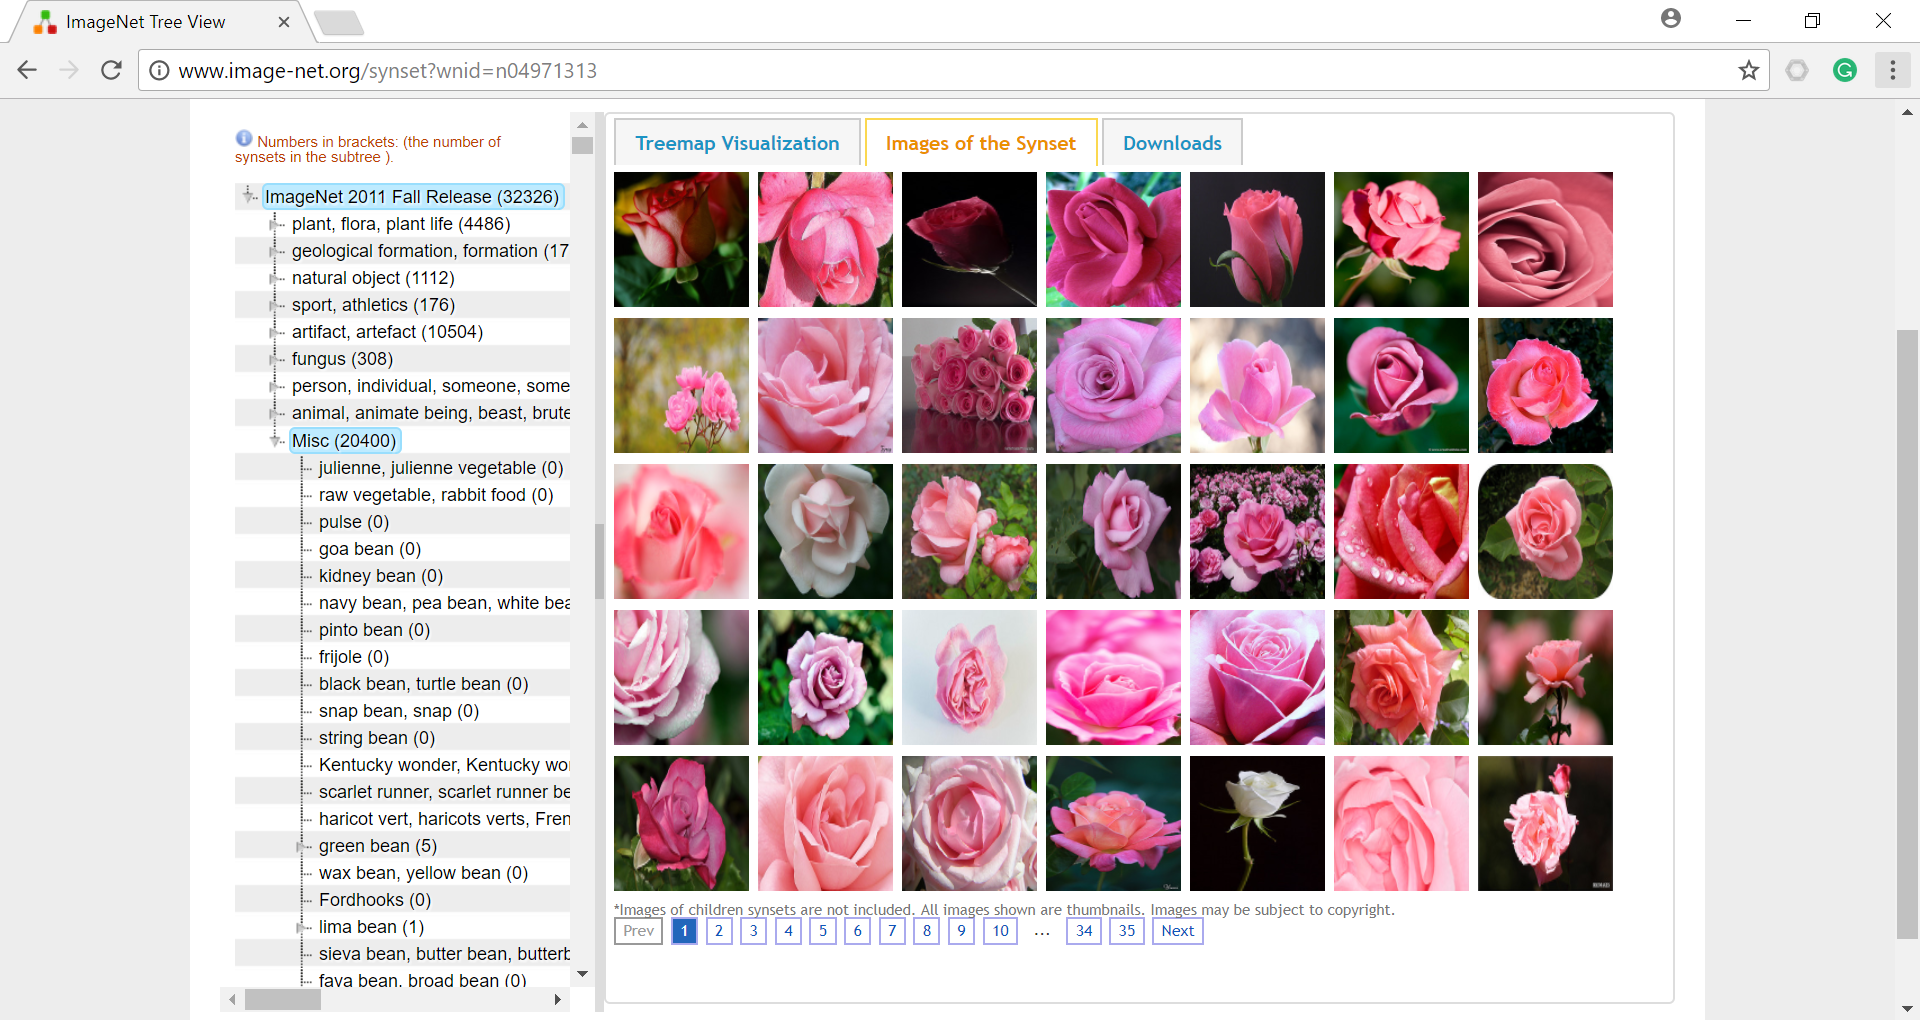 ImageNet Tree View
www.image-net.org/synset?wnid=n04971313
Numbers in brackets: (the number of
synsets in the subtree ).
ImageNet 2011 Fall Release (32326)
plant, flora, plant life (4486)
geological formation, formation (17
natural object (1112)
sport, athletics (176)
artifact, artefact (10504)
fungus (308)
person, individual, someone, some
animal, animate being, beast, brute
Misc (20400)
julienne, julienne vegetable (0)
raw vegetable, rabbit food (0)
pulse (0)
goa bean (0)
kidney bean (0)
navy bean, pea bean, white bea
pinto bean (0)
frijole (0)
black bean, turtle bean (0)
snap bean, snap (0)
string bean (0)
Kentucky wonder, Kentucky wo
scarlet runner, scarlet runner be
haricot vert, haricots verts, Fren
green bean (5)
wax bean, yellow bean (0)
Fordhooks (0)
lima bean (1)
sieva bean, butter bean, butterb
fava bean, broad bean (0)
Treemap Visualization Images of the Synset Downloads
*Images of children synsets are not included. All images shown are thumbnails. Images may be subject to copyright.
Prev 1 2 3 4 5 6 7 8 9 10 ... 34 35 Next